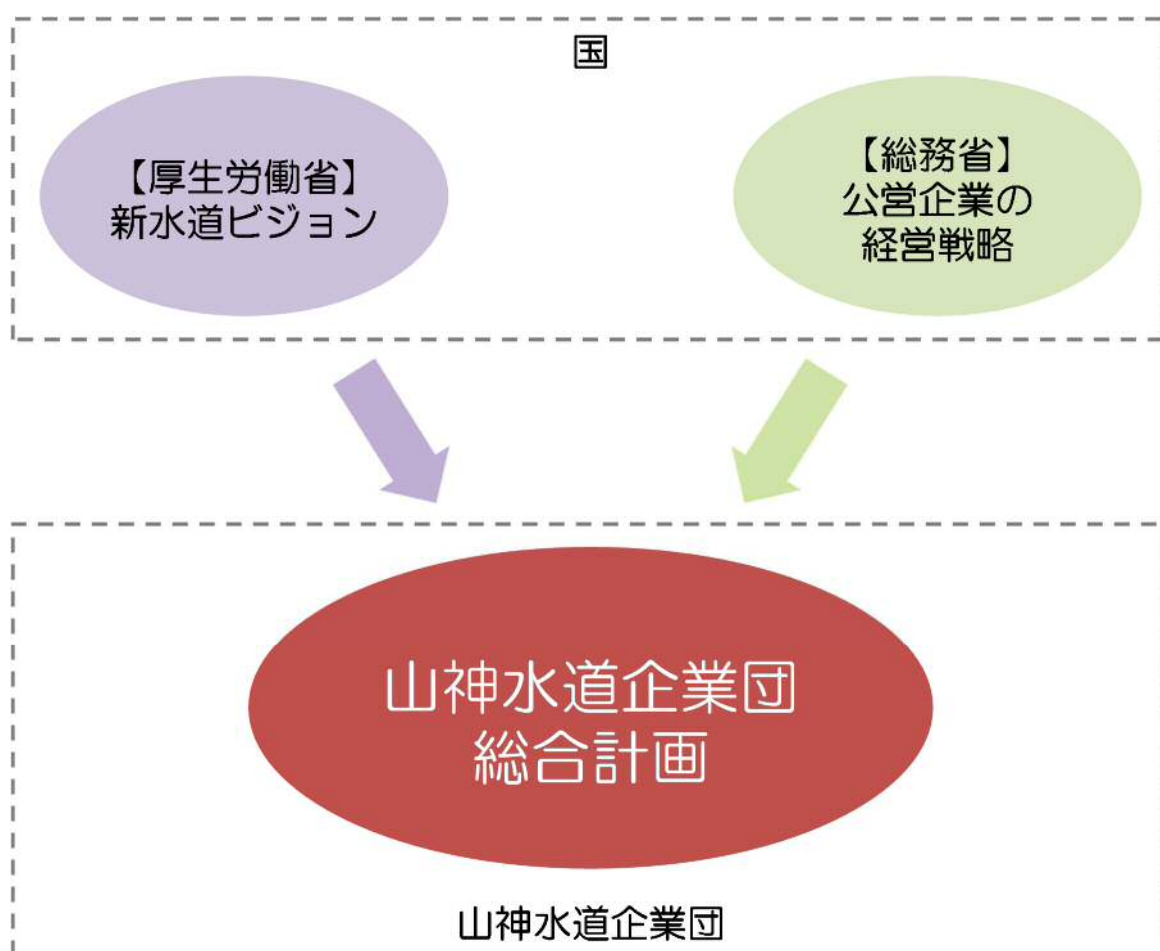 国
【厚生労働省】
新水道ビジョン
【総務省】
公営企業の
経営戦略
山神水道企業団
総合計画
山神水道企業団